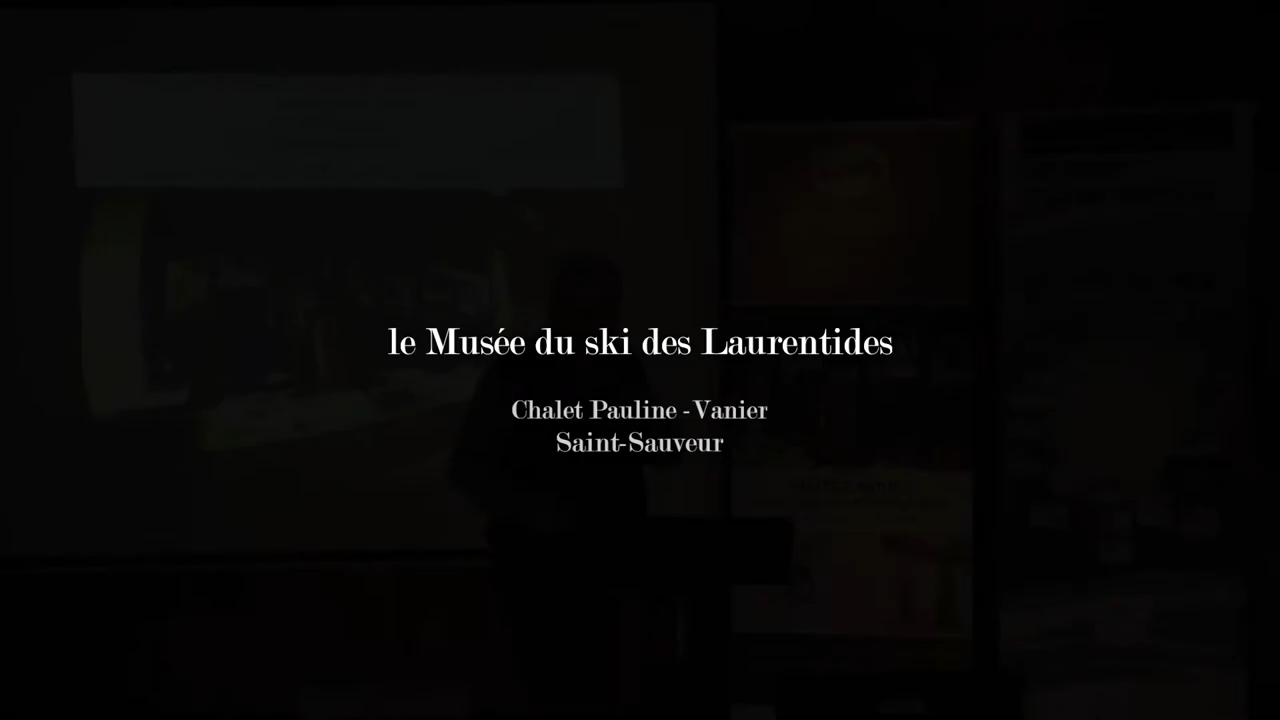 le Musée du ski des Laurentides
Chalet Pauline - Vanier
Saint-Sauveur